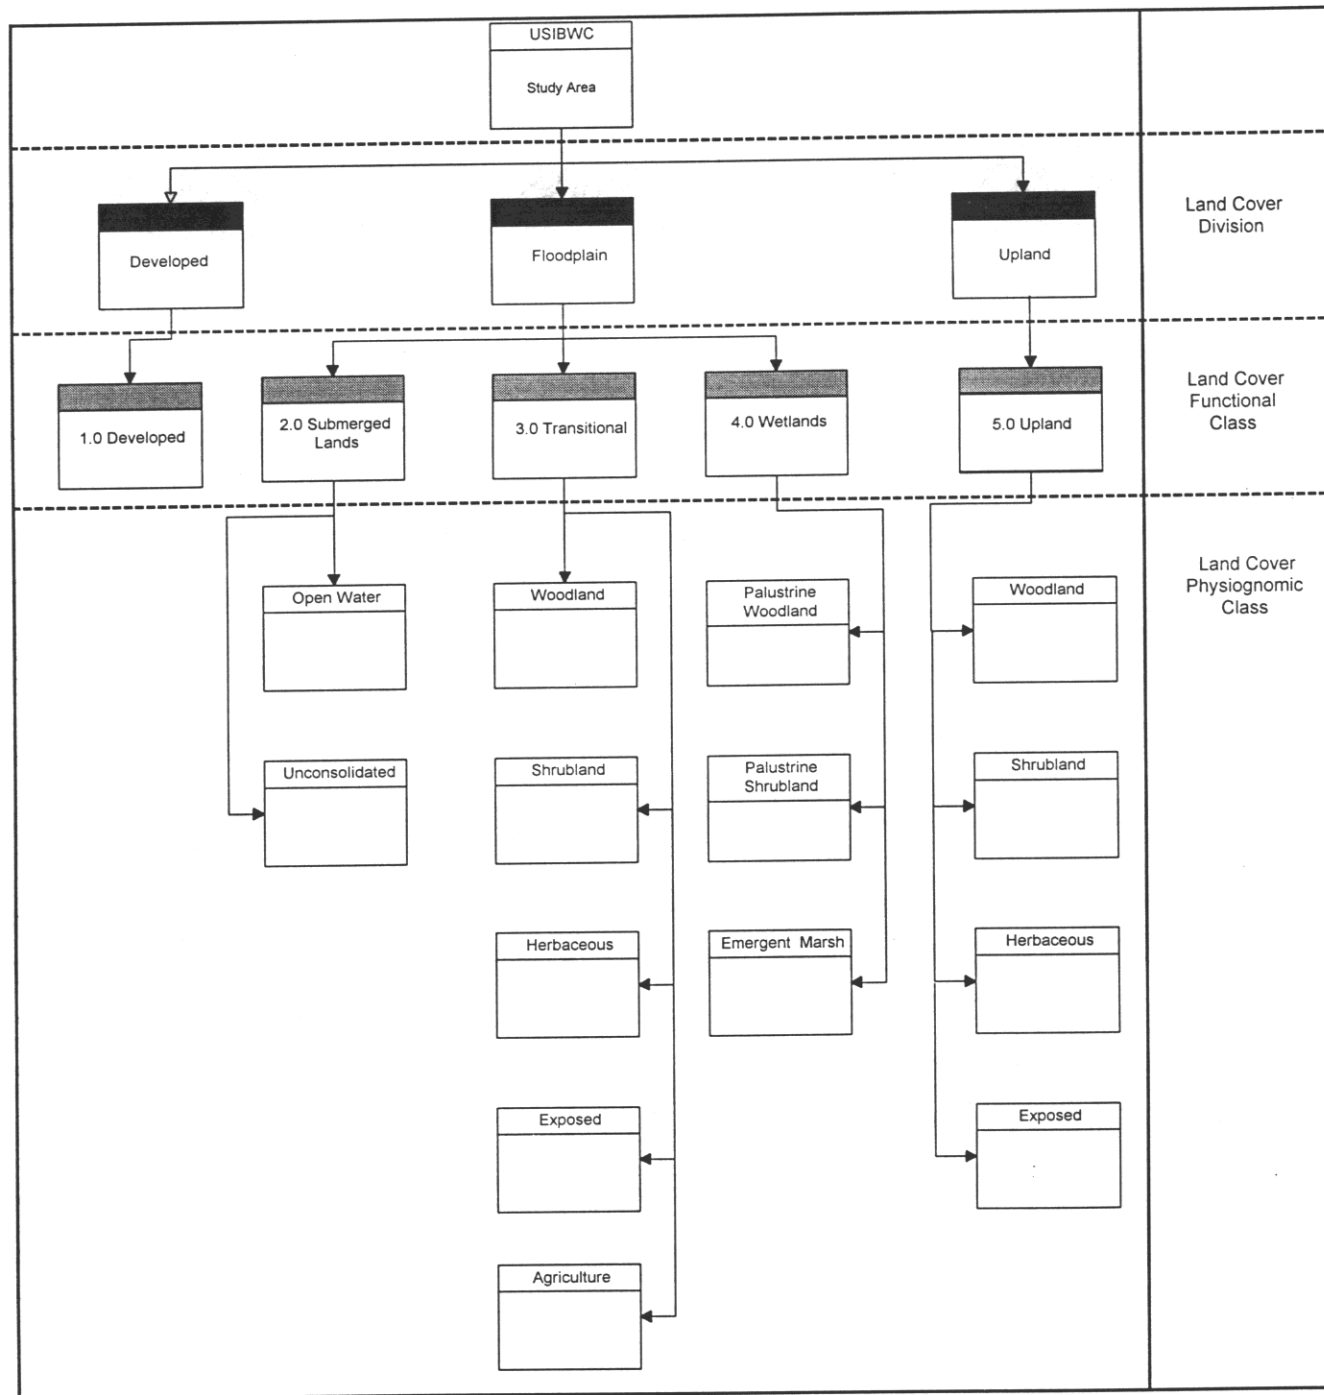 USIBWC
Study Area
Developed
Floodplain
Upland
Land Cover
Division
1.0 Developed
2.0 Submerged
Lands
3.0 Transitional
4.0 Wetlands
5.0 Upland
Land Cover
Functional
Class
Open Water
Woodland
Palustrine
Woodland
Woodland
Land Cover
Physiognomic
Class
Unconsolidated
Shrubland
Palustrine
Shrubland
Shrubland
Herbaceous
Emergent Marsh
Herbaceous
Exposed
Exposed
Agriculture